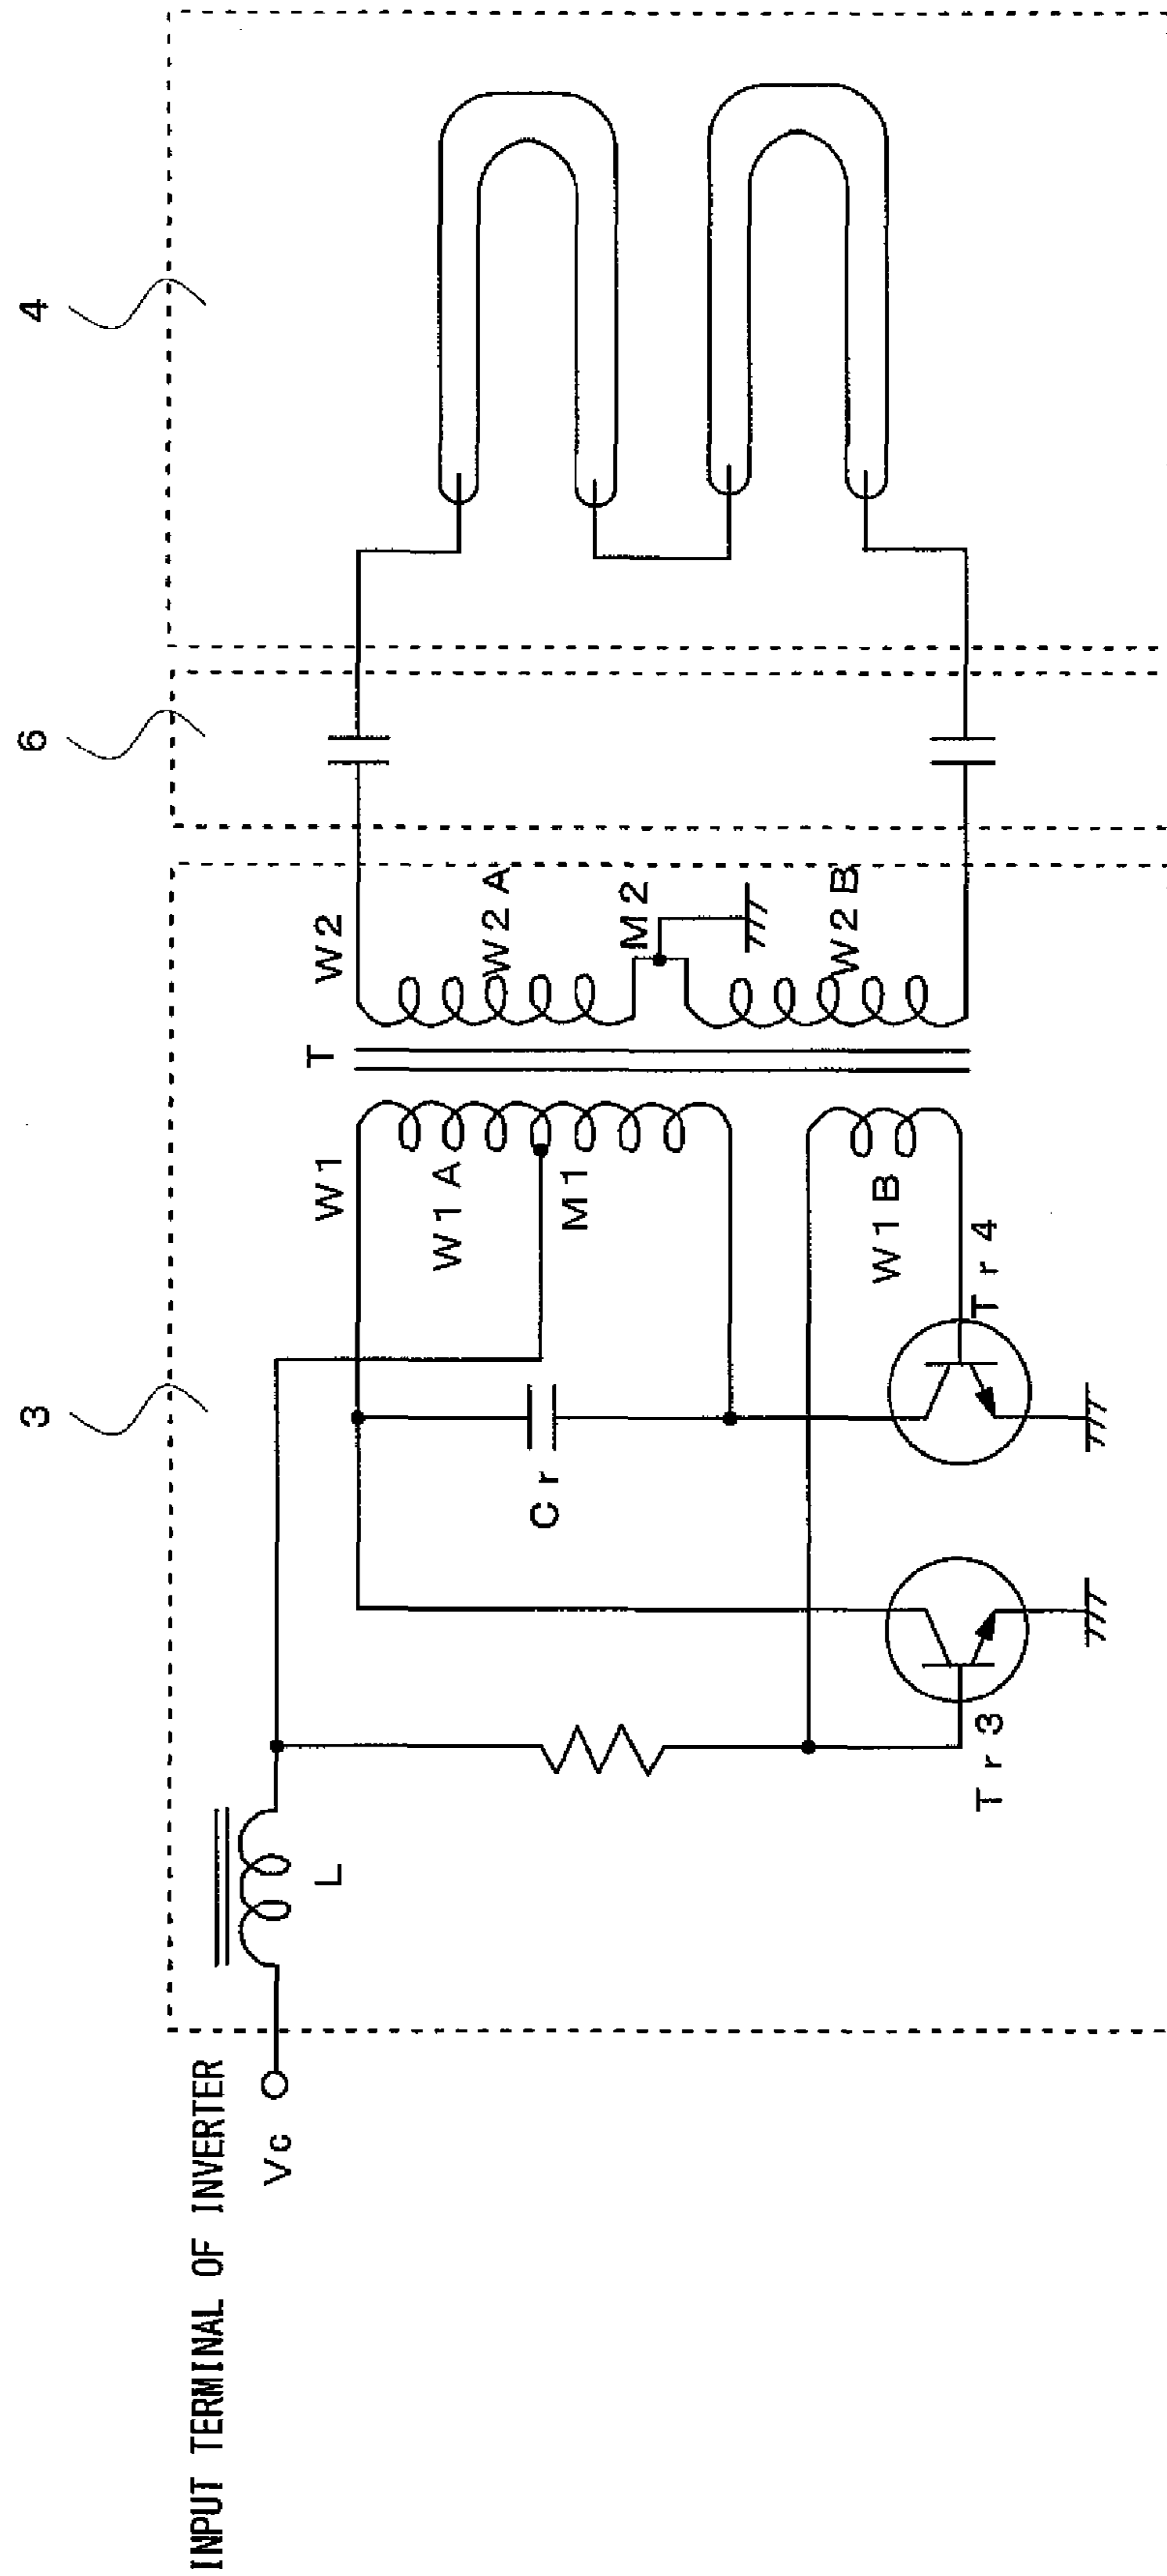 3
6
4
INPUT TERMINAL OF INVERTER
Vc
L
T
W1
W2
W1A
W2A
Cr
M1
M2
W1B
W2B
Tr3
Tr4